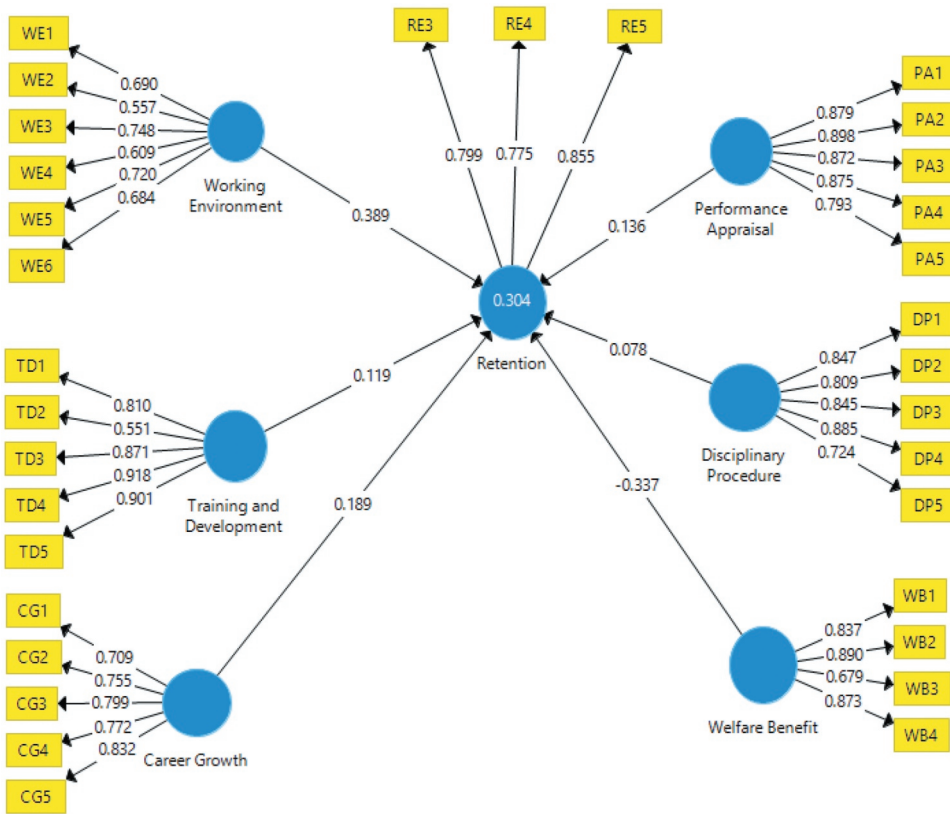 WE1
WE2
WE3
WE4
WE5
WE6
0.690
0.557
0.748
0.609
0.720
0.684
Working
Environment
0.389
RE3
RE4
RE5
0.799
0.775
0.855
0.304
Retention
PA1
PA2
PA3
PA4
PA5
0.879
0.898
0.872
0.875
0.793
Performance
Appraisal
0.136
TD1
TD2
TD3
TD4
TD5
0.810
0.551
0.871
0.918
0.901
Training and
Development
0.119
DP1
DP2
DP3
DP4
DP5
0.847
0.809
0.845
0.885
0.724
Disciplinary
Procedure
0.078
CG1
CG2
CG3
CG4
CG5
0.709
0.755
0.799
0.772
0.832
Career Growth
0.189
WB1
WB2
WB3
WB4
0.837
0.890
0.679
0.873
Welfare Benefit
-0.337